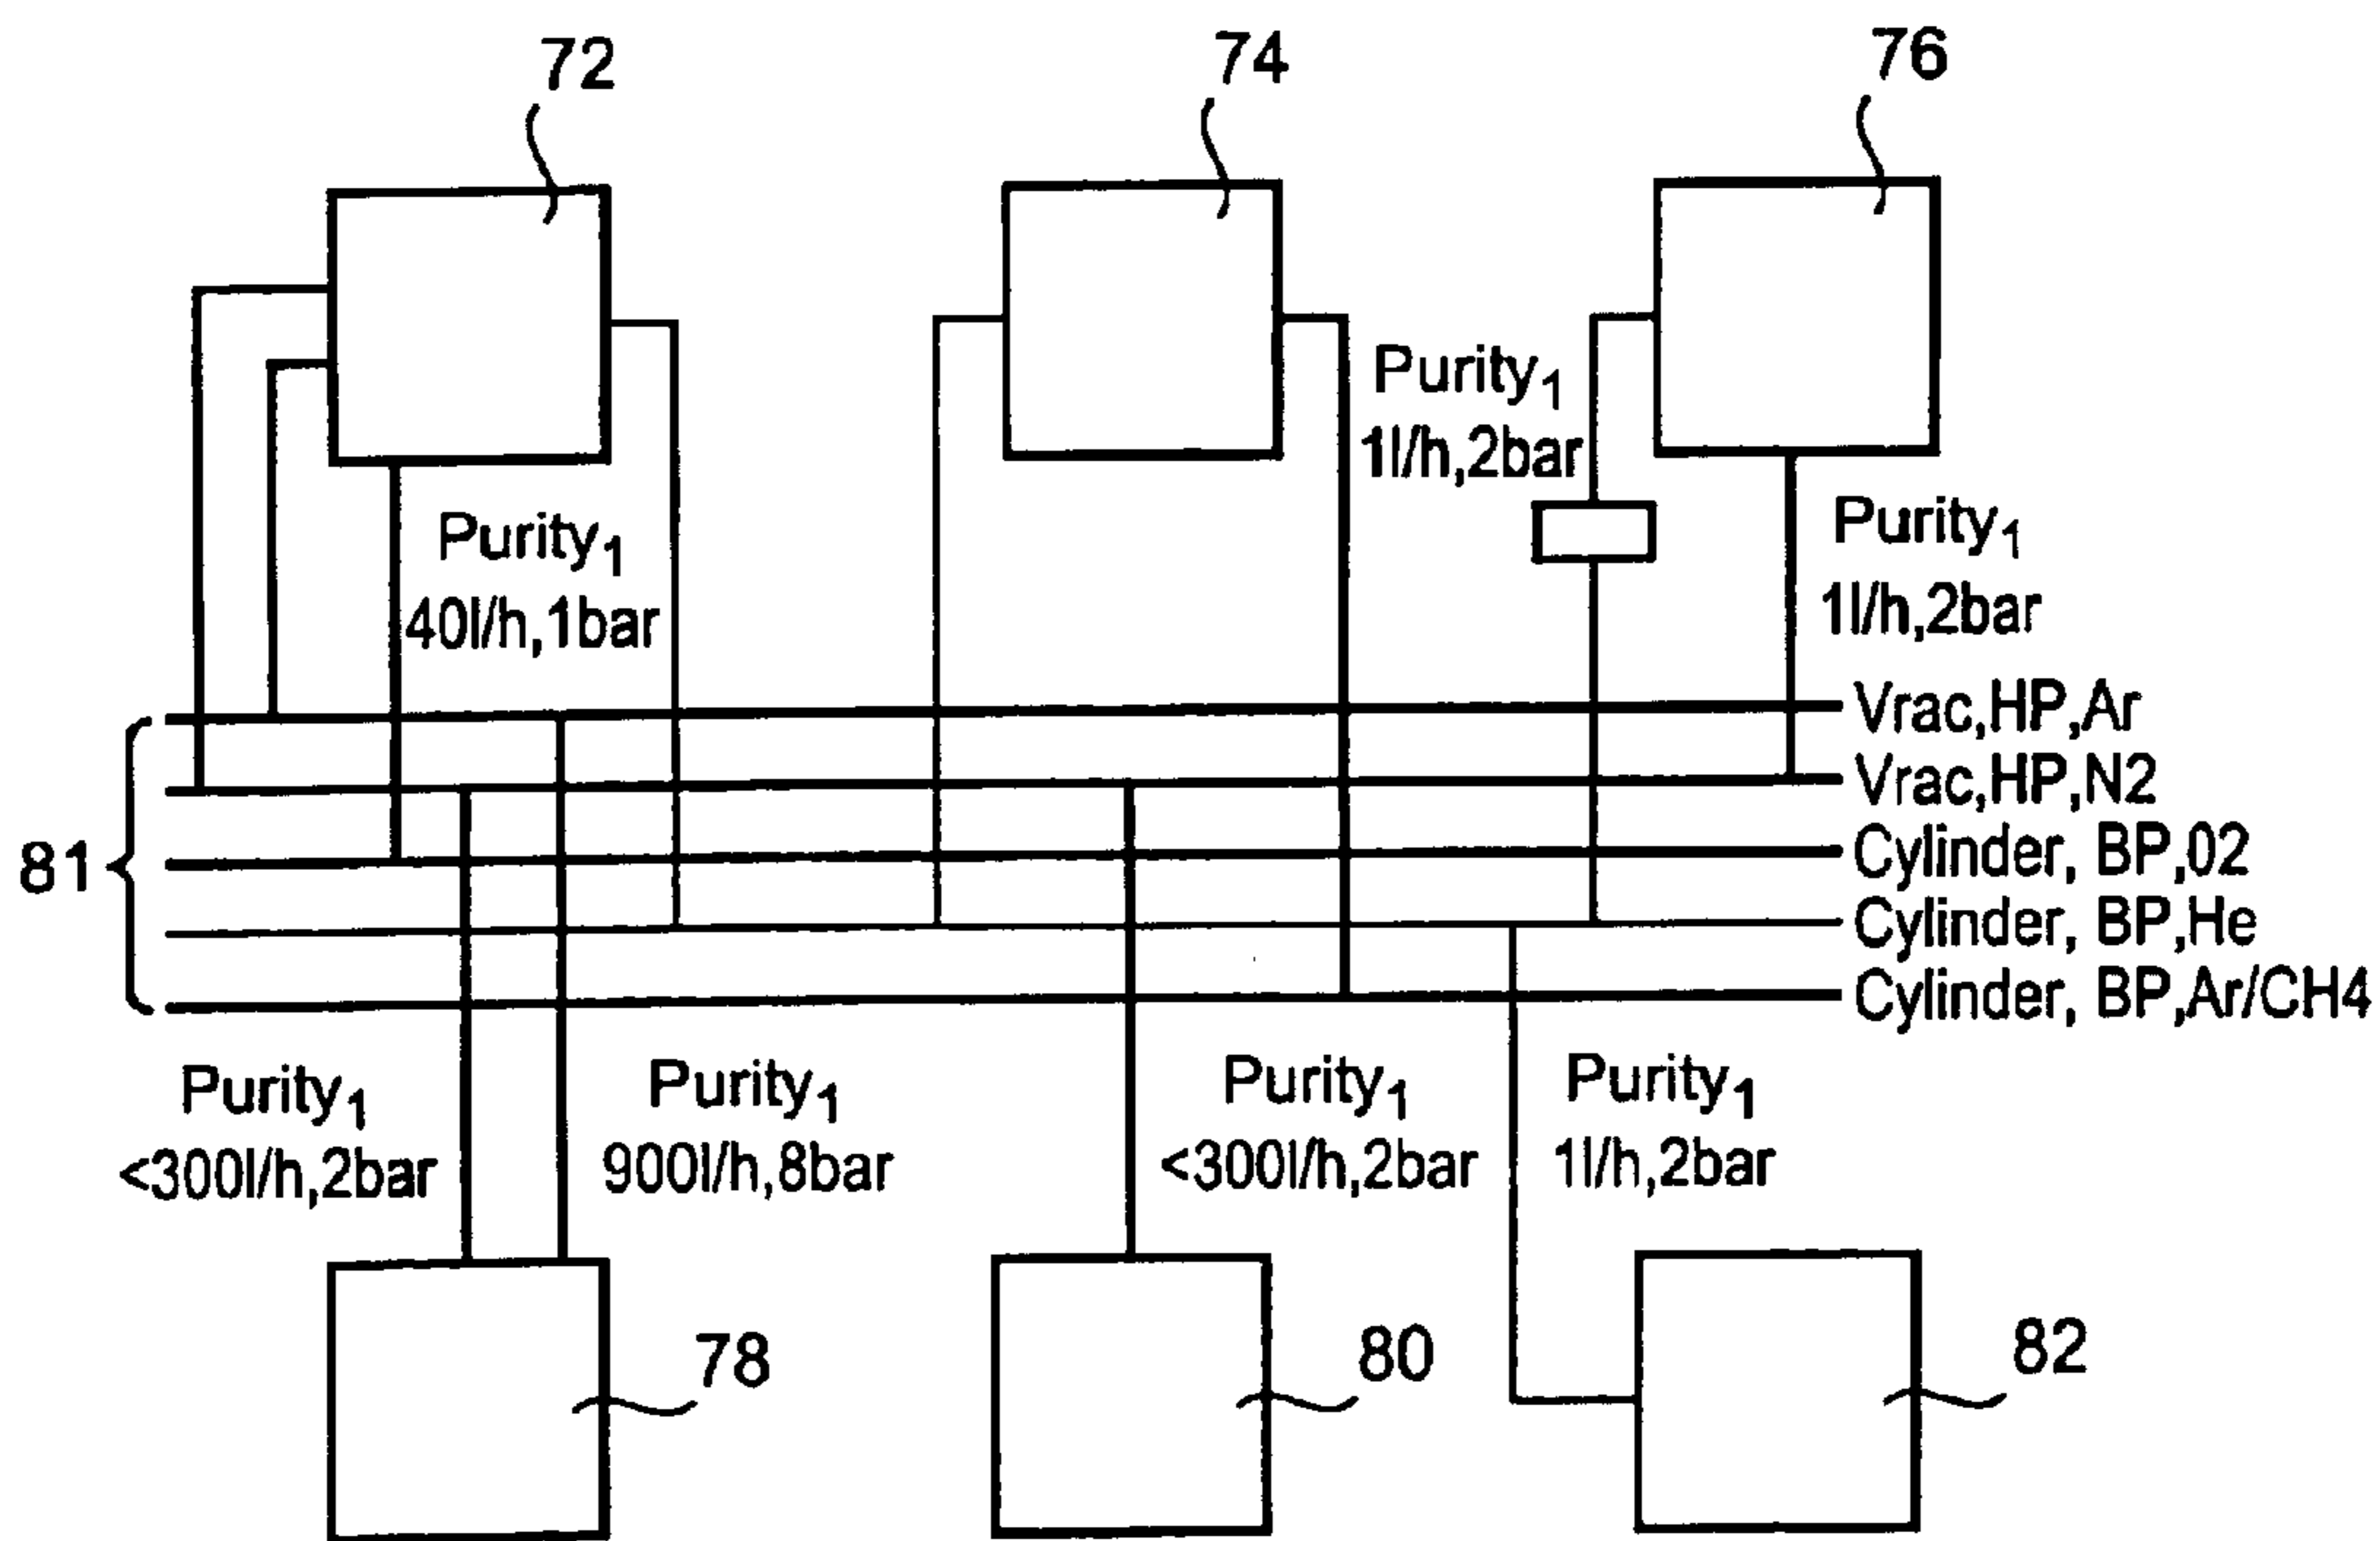 72
74
76
Purity1
1l/h,2bar
Purity1
40l/h,1bar
Purity1
1l/h,2bar
Vrac,HP,Ar
Vrac,HP,N2
81
Cylinder, BP,02
Cylinder, BP,He
Cylinder, BP,Ar/CH4
Purity1
<300l/h,2bar
Purity1
900l/h,8bar
Purity1
<300l/h,2bar
Purity1
1l/h,2bar
78
80
82